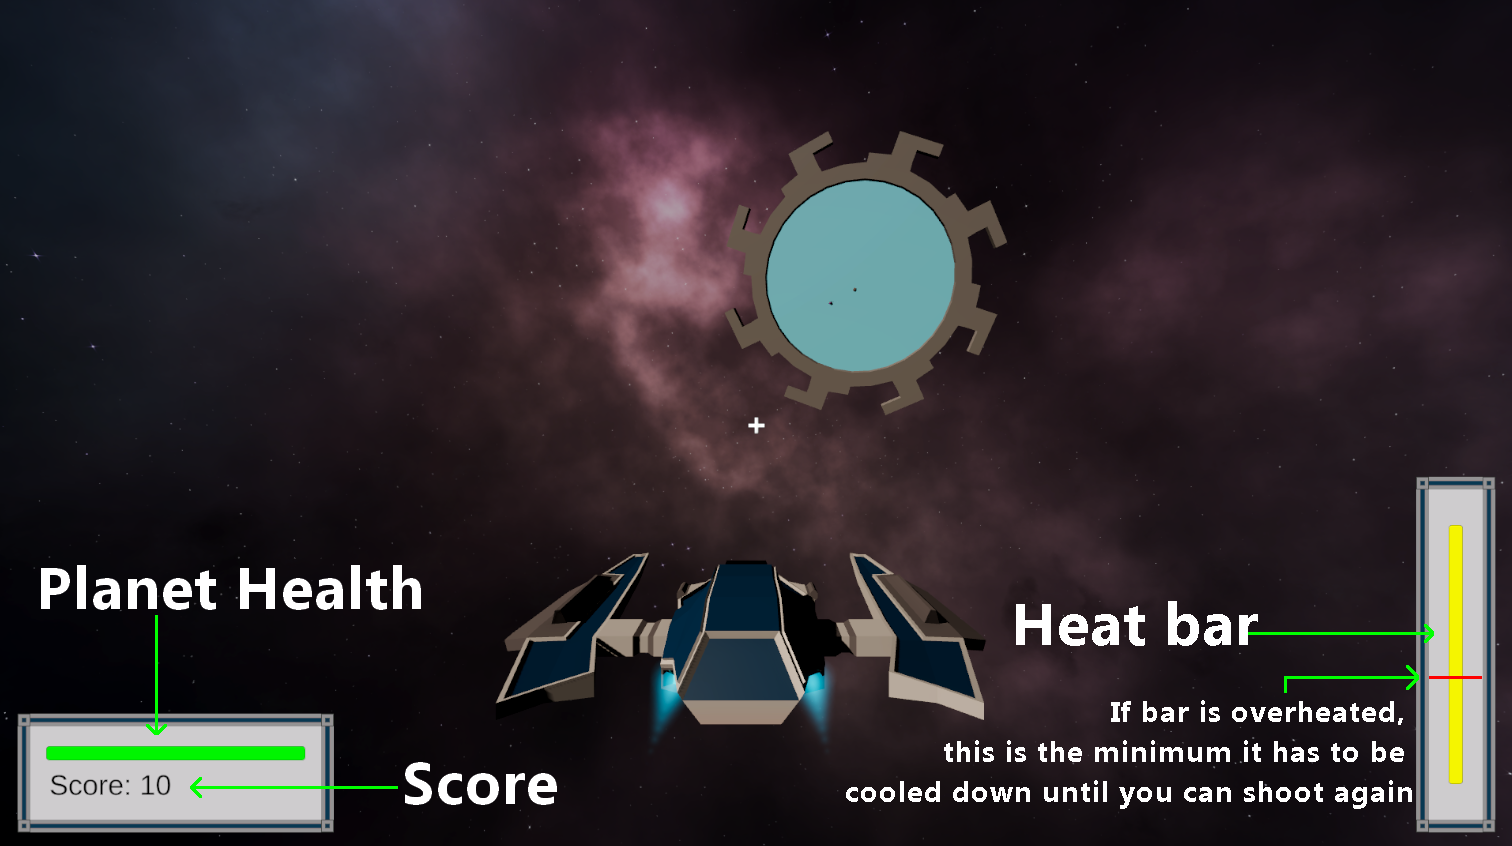 Planet Health
Score: 10
Score
Heat bar
If bar is overheated,
this is the minimum it has to be
cooled down until you can shoot again